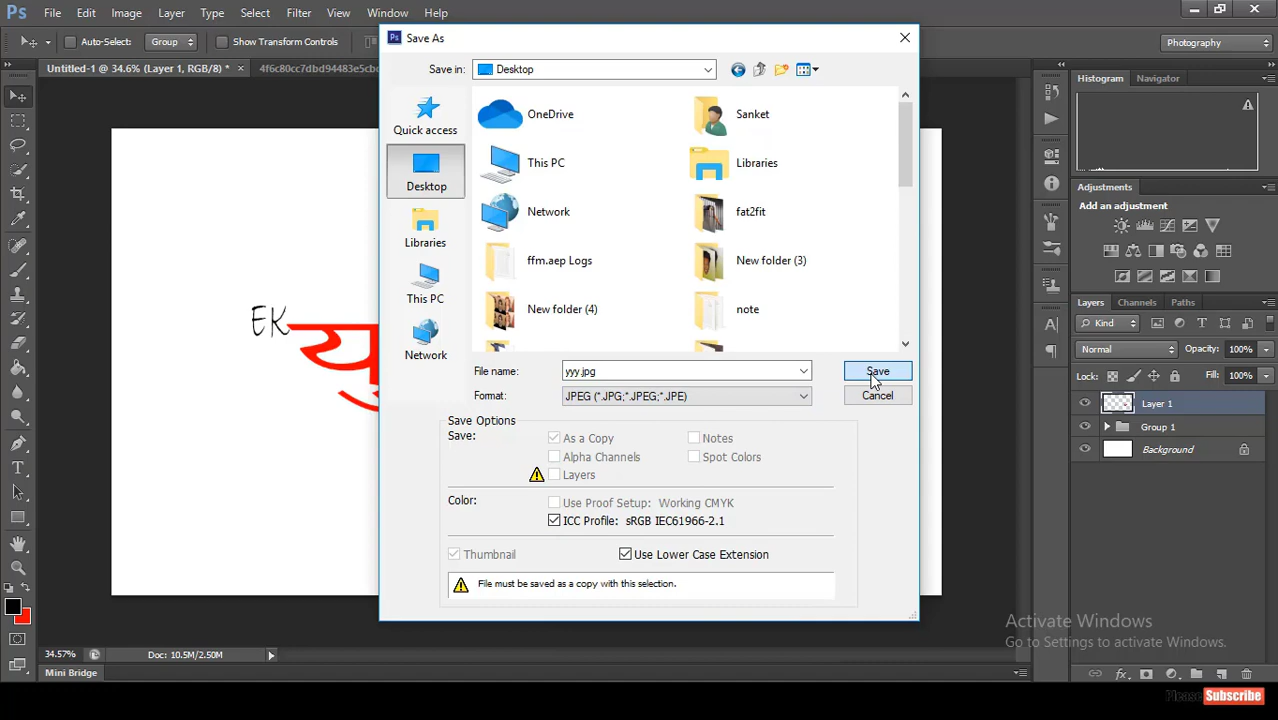 Ps File Edit Image Layer Type Select Filter View Window Help
Auto-Select: Group Show Transform Controls
Photography
Untitled-1 @ 34.6% (Layer 1, RGB/8) * × 4f6c80cc7dbd94483e5cb
Save As
Save in: Desktop
Quick access
Desktop
Libraries
This PC
Network
OneDrive
Sanket
This PC
Libraries
Network
fat2fit
ffm.aep Logs
New folder (3)
New folder (4)
note
File name: yyy.jpg
Save
Format: JPEG (*.JPG;*.JPEG;*.JPE)
Cancel
Save Options
Save: As a Copy Notes
Alpha Channels Spot Colors
Layers
Color: Use Proof Setup: Working CMYK
ICC Profile: sRGB IEC61966-2.1
Thumbnail Use Lower Case Extension
File must be saved as a copy with this selection.
EK
Histogram Navigator
Adjustments
Add an adjustment
Layers Channels Paths
Kind
Normal Opacity: 100%
Lock: Fill: 100%
Layer 1
Group 1
Background
Activate Windows
Go to Settings to activate Windows.
34.57% Doc: 10.5M/2.50M
Mini Bridge
Please Subscribe